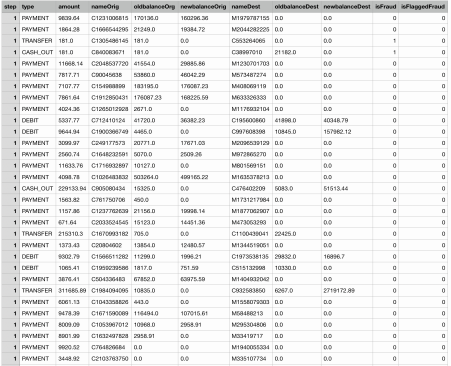 step type amount nameOrig oldbalanceOrg newbalanceOrig nameDest oldbalanceDest newbalanceDest isFraud isFlaggedFraud
1 PAYMENT 9839.64 C1231006815 170136.0 160296.36 M1979787155 0.0 0.0 0 0
1 PAYMENT 1864.28 C1666544295 21249.0 19384.72 M2044282225 0.0 0.0 0 0
1 TRANSFER 181.0 C1305486145 181.0 0.0 C553264065 0.0 0.0 1 0
1 CASH_OUT 181.0 C840083671 181.0 0.0 C38997010 21182.0 0.0 1 0
1 PAYMENT 11668.14 C2048537720 41554.0 29885.86 M1230701703 0.0 0.0 0 0
1 PAYMENT 7817.71 C90045638 53860.0 46042.29 M573487274 0.0 0.0 0 0
1 PAYMENT 7107.77 C154988899 183195.0 176087.23 M408069119 0.0 0.0 0 0
1 PAYMENT 7861.64 C1912850431 176087.23 168225.59 M633326333 0.0 0.0 0 0
1 PAYMENT 4024.36 C1265012928 2671.0 0.0 M1176932104 0.0 0.0 0 0
1 DEBIT 5337.77 C712410124 41720.0 36382.23 C195600860 41898.0 40348.79 0 0
1 DEBIT 9644.94 C1900366749 4465.0 0.0 C997608398 10845.0 157982.12 0 0
1 PAYMENT 3099.97 C249177573 20771.0 17671.03 M2096539129 0.0 0.0 0 0
1 PAYMENT 2560.74 C1648232591 5070.0 2509.26 M972865270 0.0 0.0 0 0
1 PAYMENT 11633.76 C1716932897 10127.0 0.0 M801569151 0.0 0.0 0 0
1 PAYMENT 4098.78 C1026483832 503264.0 499165.22 M1635378213 0.0 0.0 0 0
1 CASH_OUT 229133.94 C905080434 15325.0 0.0 C476402209 5083.0 51513.44 0 0
1 PAYMENT 1563.82 C761750706 450.0 0.0 M1731217984 0.0 0.0 0 0
1 PAYMENT 1157.86 C1237762639 21156.0 19998.14 M1877062907 0.0 0.0 0 0
1 PAYMENT 671.64 C2033524545 15123.0 14451.36 M473053293 0.0 0.0 0 0
1 TRANSFER 215310.3 C1670993182 705.0 0.0 C1100439041 22425.0 0.0 0 0
1 PAYMENT 1373.43 C20804602 13854.0 12480.57 M1344519051 0.0 0.0 0 0
1 DEBIT 9302.79 C1566511282 11299.0 1996.21 C1973538135 29832.0 16896.7 0 0
1 DEBIT 1065.41 C1959239586 1817.0 751.59 C515132998 10330.0 0.0 0 0
1 PAYMENT 3876.41 C504336483 67852.0 63975.59 M1404932042 0.0 0.0 0 0
1 TRANSFER 311685.89 C1984094095 10835.0 0.0 C932583850 6267.0 2719172.89 0 0
1 PAYMENT 6061.13 C1043358826 443.0 0.0 M1558079303 0.0 0.0 0 0
1 PAYMENT 9478.39 C1671590089 116494.0 107015.61 M58488213 0.0 0.0 0 0
1 PAYMENT 8009.09 C1053967012 10968.0 2958.91 M295304806 0.0 0.0 0 0
1 PAYMENT 8901.99 C1632497828 2958.91 0.0 M33419717 0.0 0.0 0 0
1 PAYMENT 9920.52 C764826684 0.0 0.0 M1940055334 0.0 0.0 0 0
1 PAYMENT 3448.92 C2103763750 0.0 0.0 M335107734 0.0 0.0 0 0